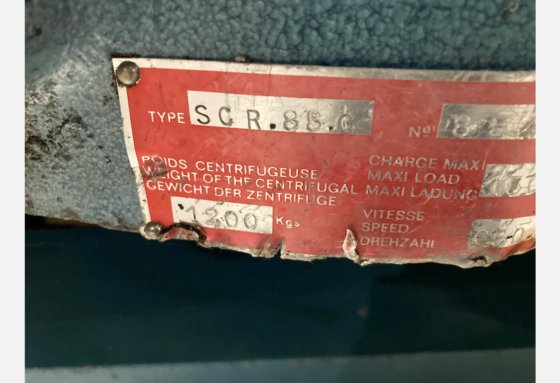 TYPE SCR.8B.C Nº
POIDS CENTRIFUGEUSE
WEIGHT OF THE CENTRIFUGAL
GEWICHT DER ZENTRIFUGE
1200 Kgs
CHARGE MAXI
MAXI LOAD
MAXI LADUNG
VITESSE
SPEED
DREHZAHl